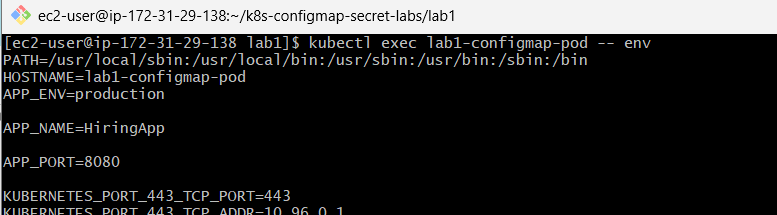 ec2-user@ip-172-31-29-138:~/k8s-configmap-secret-labs/lab1
[ec2-user@ip-172-31-29-138 lab1]$ kubectl exec lab1-configmap-pod -- env
PATH=/usr/local/sbin:/usr/local/bin:/usr/sbin:/usr/bin:/sbin:/bin
HOSTNAME=lab1-configmap-pod
APP_ENV=production
APP_NAME=HiringApp
APP_PORT=8080
KUBERNETES_PORT_443_TCP_PORT=443
KUBERNETES_PORT_443_TCP_ADDR=10.96.0.1